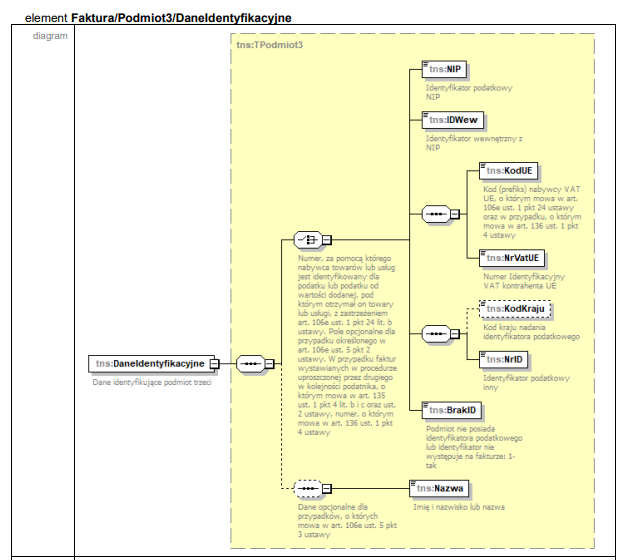 element Faktura/Podmiot3/DaneIdentyfikacyjne
diagram
tns:TPodmiot3
tns:NIP
Identyfikator podatkowy
NIP
tns:IDWew
Identyfikator wewnętrzny z
NIP
tns:KodUE
Kod (prefiks) nabywcy VAT
UE, o którym mowa w art.
106e ust. 1 pkt 24 ustawy
oraz w przypadku, o którym
mowa w art. 136 ust. 1 pkt
4 ustawy
tns:NrVatUE
Numer Identyfikacyjny
VAT kontrahenta UE
Numer, za pomocą którego
nabywca towarów lub usług
jest identyfikowany dla
podatku lub podatku od
wartości dodanej, pod
którym otrzymał on towary
lub usługi, z zastrzeżeniem
art. 106e ust. 1 pkt 24 lit. b
ustawy. Pole opcjonalne dla
przypadku określonego w
art. 106e ust. 5 pkt 2
ustawy. W przypadku faktur
wystawianych w procedurze
uproszczonej przez drugiego
w kolejności podatnika, o
którym mowa w art. 135
ust. 1 pkt 4 lit. b i c oraz ust.
2 ustawy, numer, o którym
mowa w art. 136 ust. 1 pkt
4 ustawy
tns:KodKraju
Kod kraju nadania
identyfikatora podatkowego
tns:NrID
Identyfikator podatkowy
inny
tns:DaneIdentyfikacyjne
Dane identyfikujące podmiot trzeci
tns:BrakID
Podmiot nie posiada
identyfikatora podatkowego
lub identyfikator nie
występuje na fakturze: 1-
tak
tns:Nazwa
Imię i nazwisko lub nazwa
Dane opcjonalne dla
przypadków, o których
mowa w art. 106e ust. 5 pkt
3 ustawy